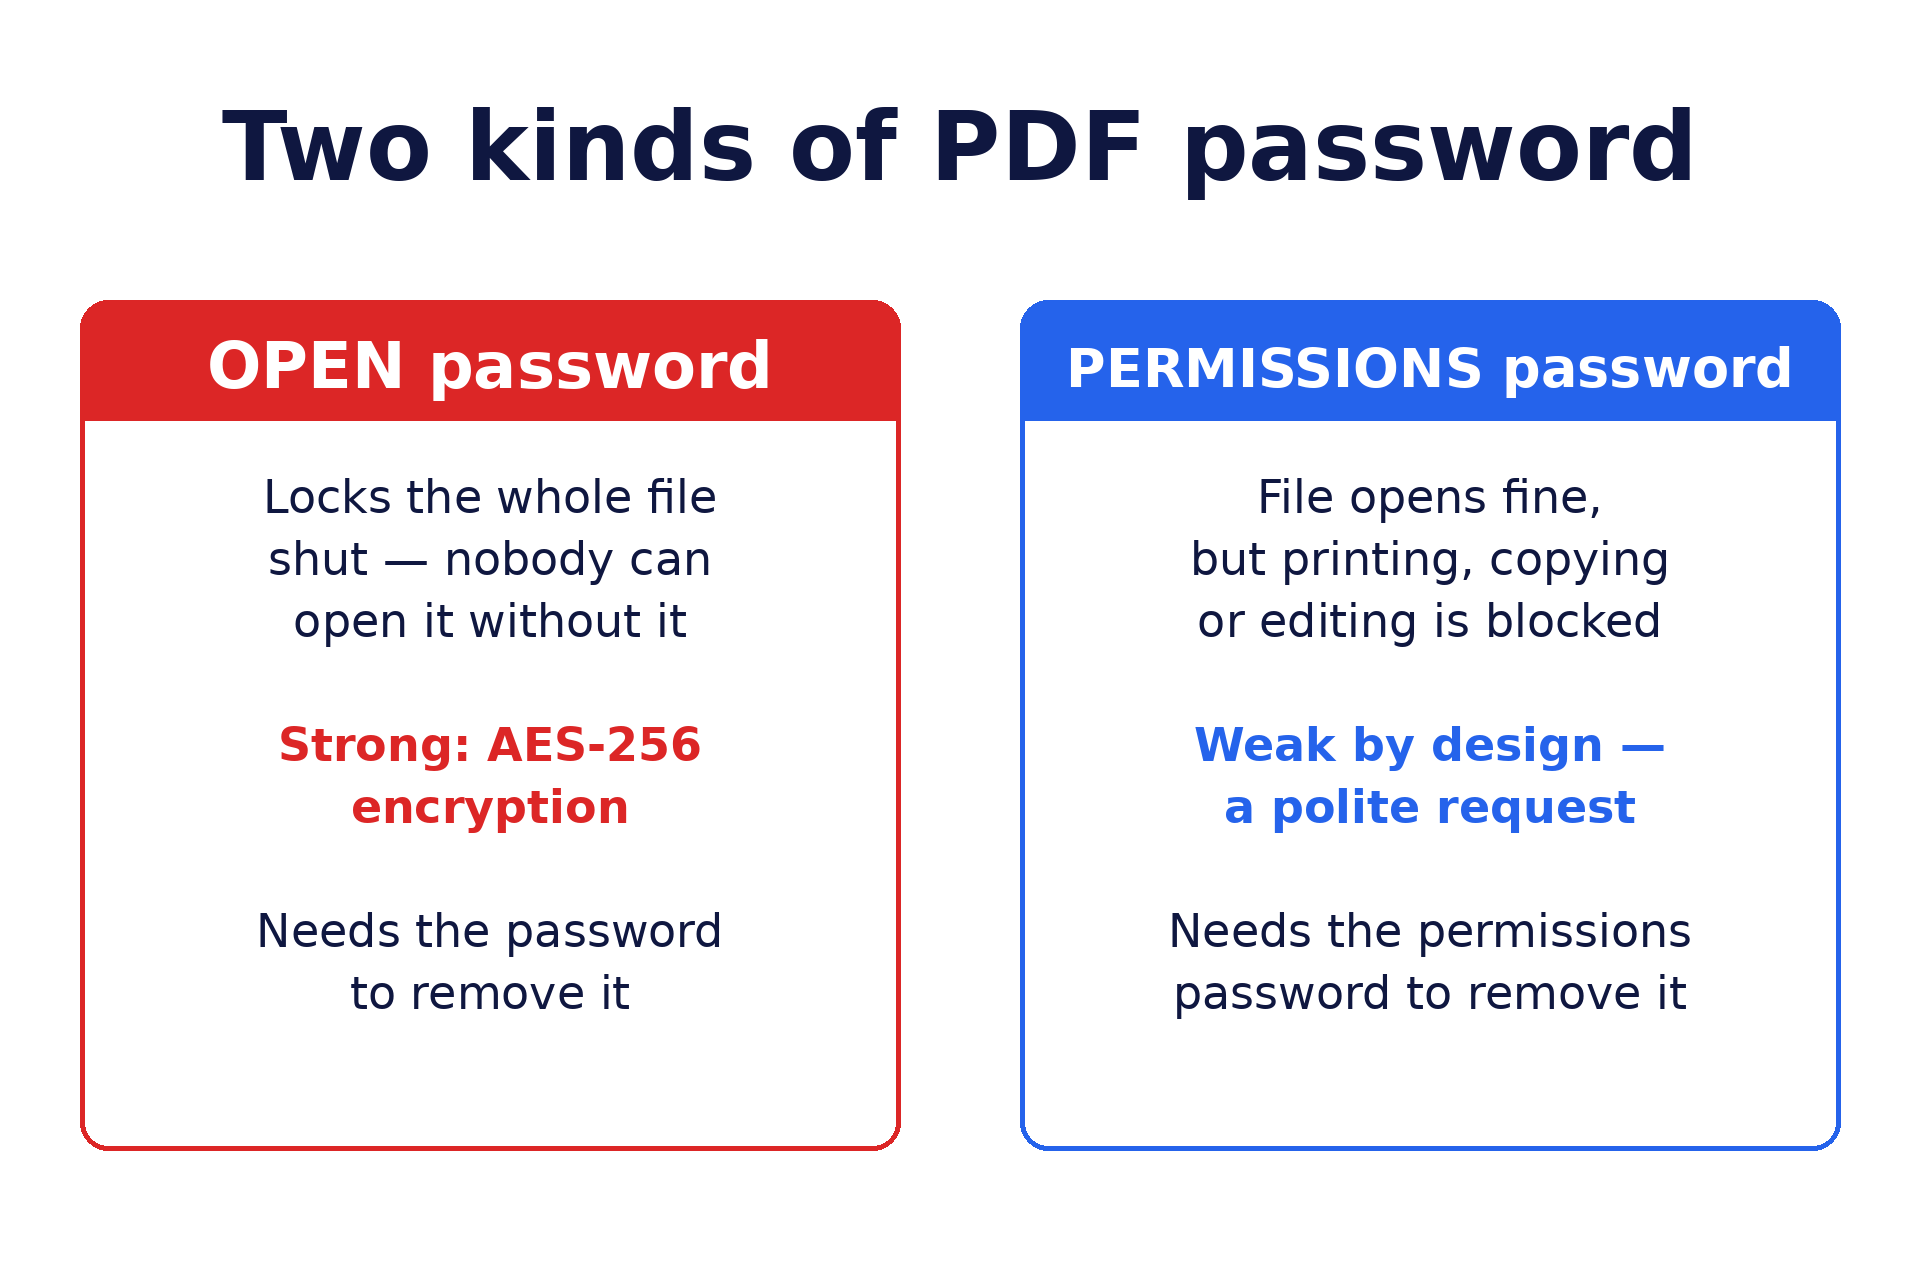 Two kinds of PDF password
OPEN password
Locks the whole file
shut — nobody can
open it without it
Strong: AES-256
encryption
Needs the password
to remove it
PERMISSIONS password
File opens fine,
but printing, copying
or editing is blocked
Weak by design —
a polite request
Needs the permissions
password to remove it